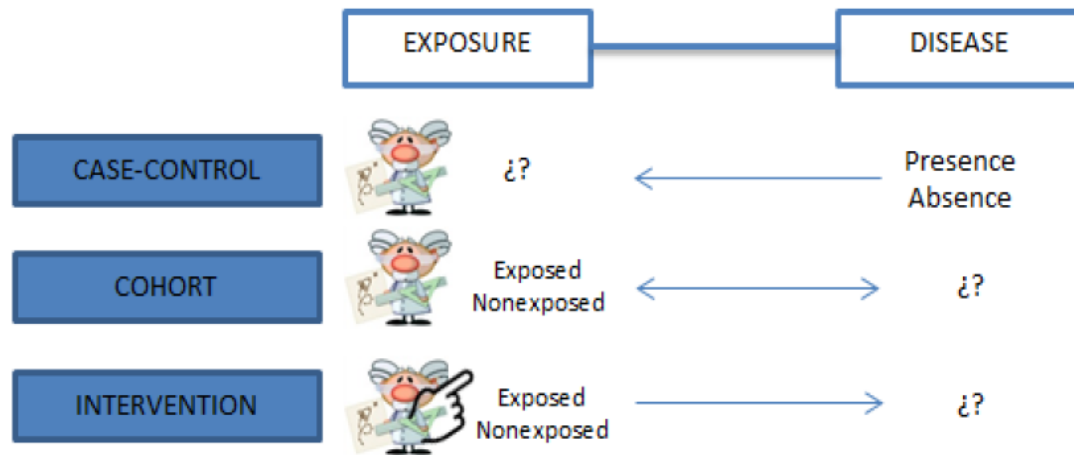 EXPOSURE
DISEASE
CASE-CONTROL
¿?
Presence
Absence
COHORT
Exposed
Nonexposed
¿?
INTERVENTION
Exposed
Nonexposed
¿?